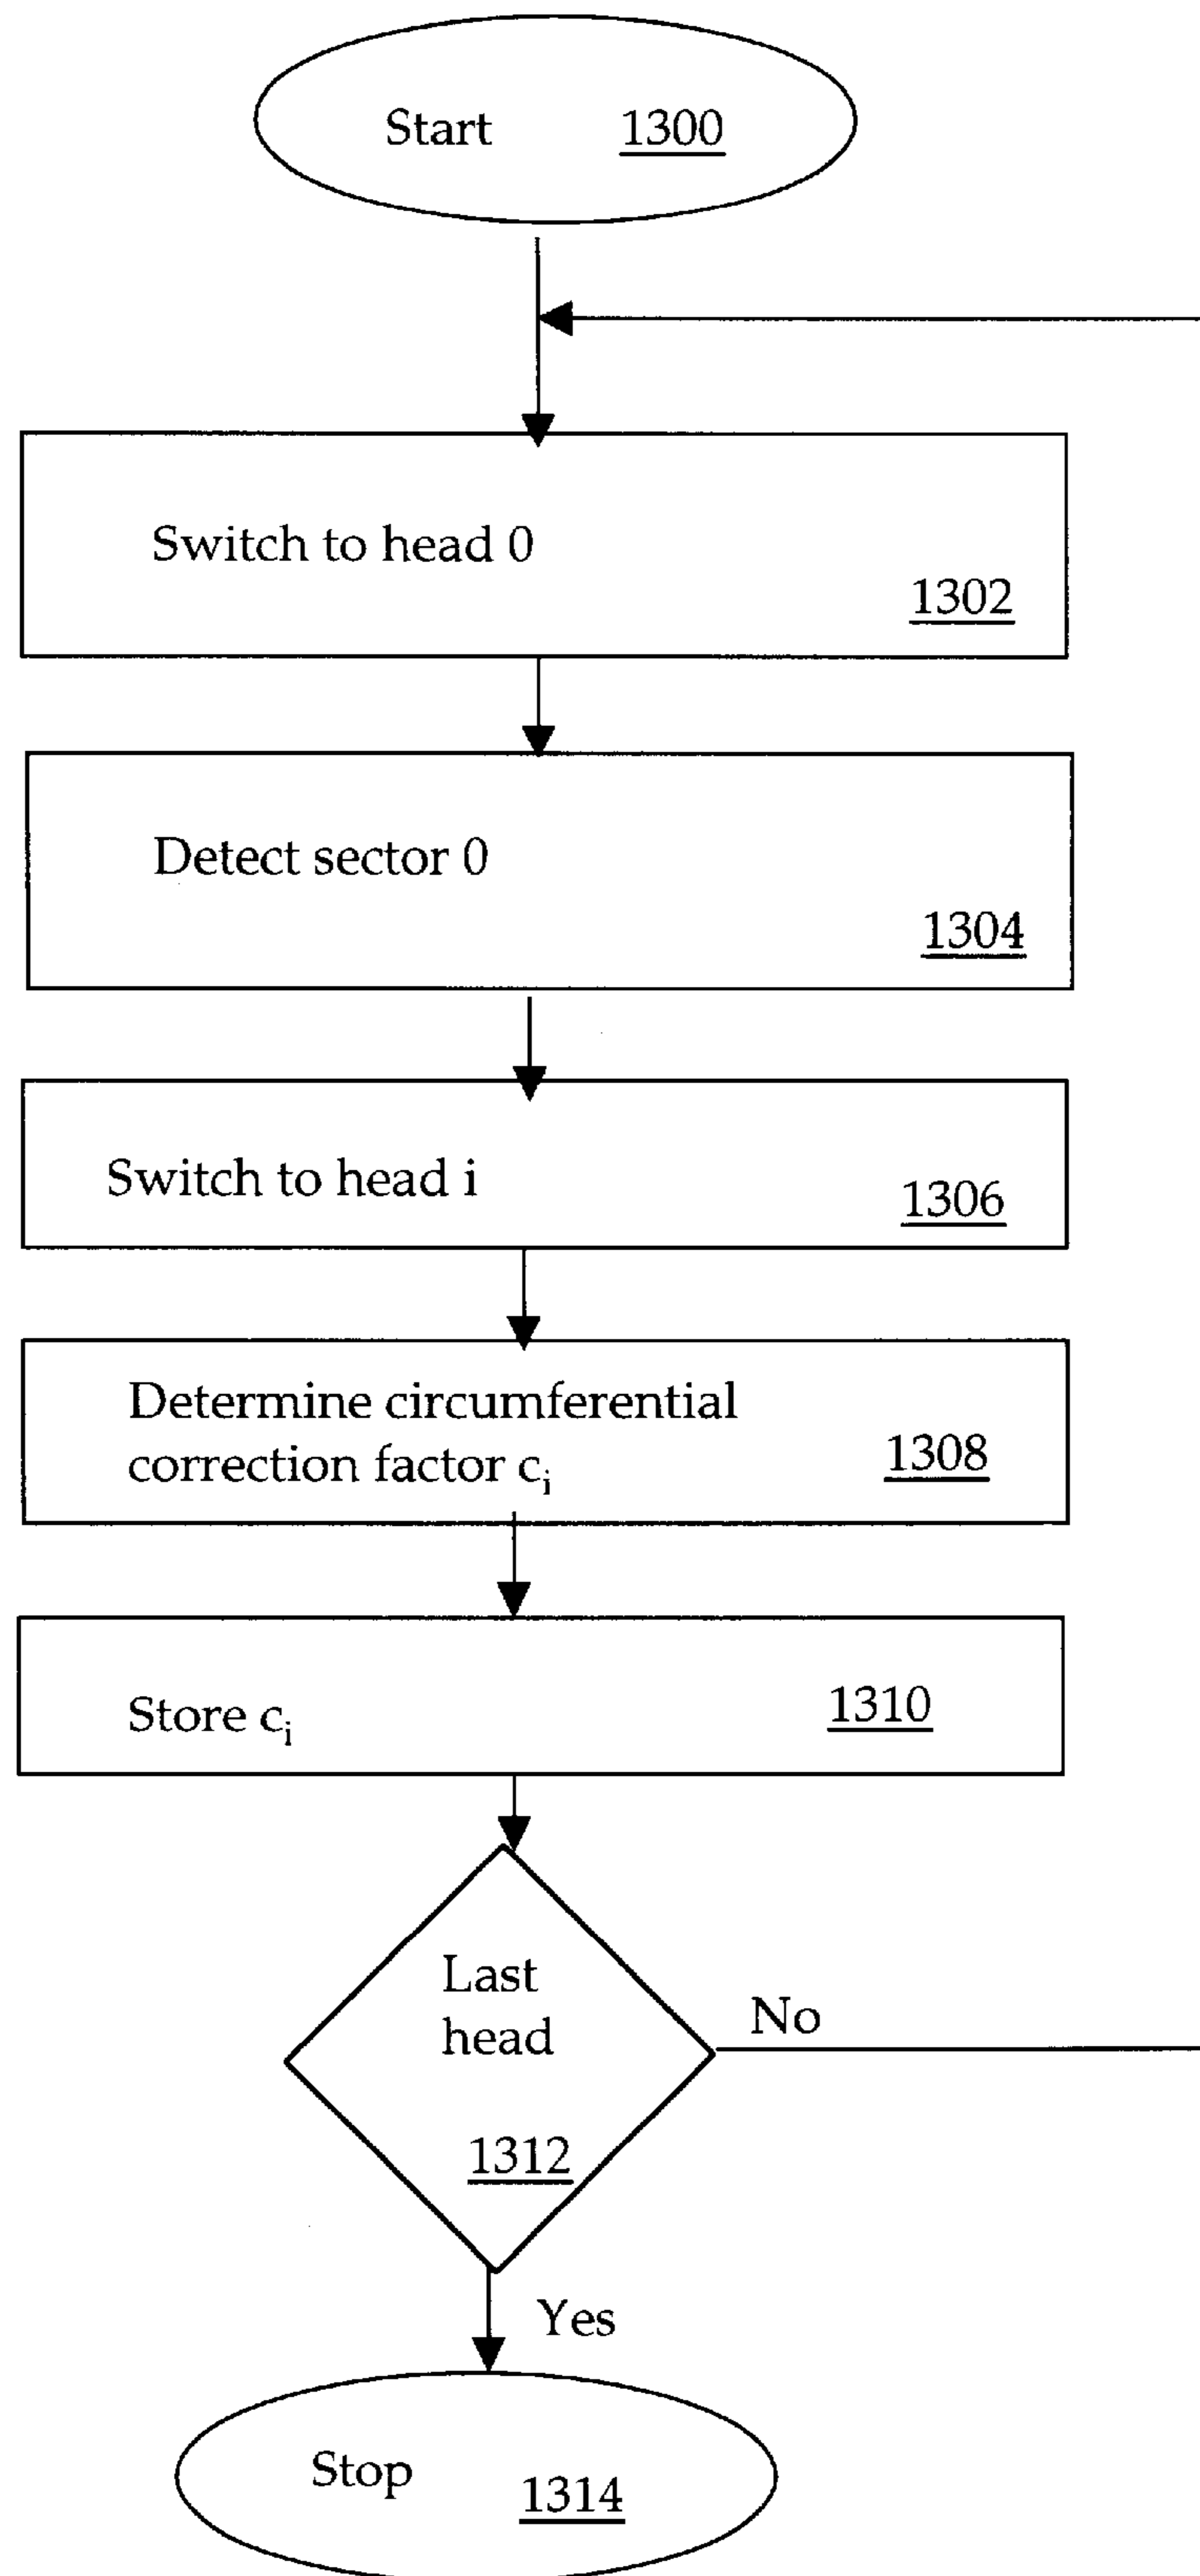 Start 1300
Switch to head 0
1302
Detect sector 0
1304
Switch to head i
1306
Determine circumferential
correction factor cᵢ
1308
Store cᵢ
1310
Last
head
No
1312
Yes
Stop
1314